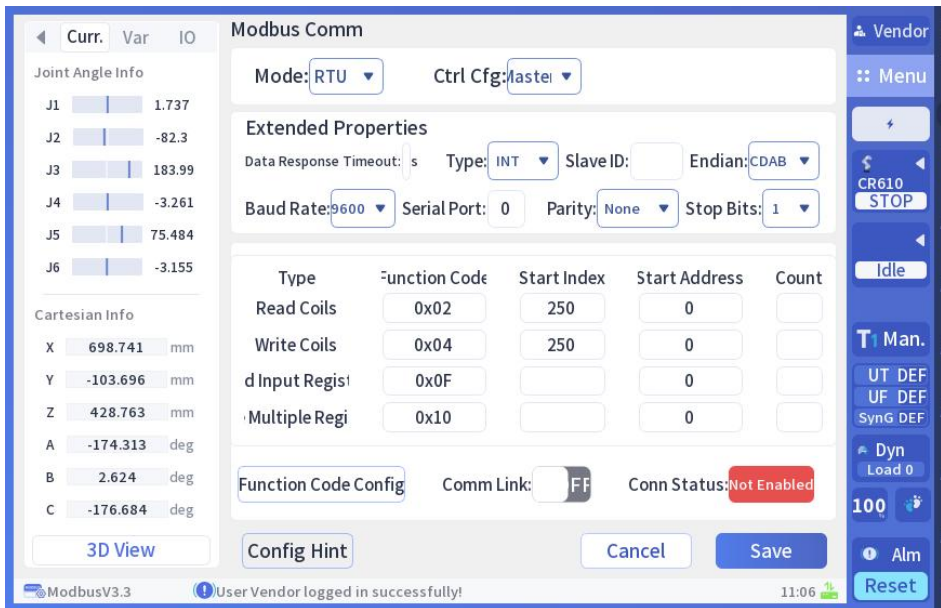 Curr. Var IO
Joint Angle Info
J1 1.737
J2 -82.3
J3 183.99
J4 -3.261
J5 75.484
J6 -3.155
Cartesian Info
X 698.741 mm
Y -103.696 mm
Z 428.763 mm
A -174.313 deg
B 2.624 deg
C -176.684 deg
3D View
Modbus Comm
Mode: RTU Ctrl Cfg: Master
Extended Properties
Data Response Timeout: s Type: INT Slave ID: Endian: CDAB
Baud Rate: 9600 Serial Port: 0 Parity: None Stop Bits: 1
Type Function Code Start Index Start Address Count
Read Coils 0x02 250 0
Write Coils 0x04 250 0
d Input Regist 0x0F 0
Multiple Regi 0x10 0
Function Code Config Comm Link: FF Conn Status: Not Enabled
Config Hint Cancel Save
ModbusV3.3 User Vendor logged in successfully! 11:06
Vendor
Menu
CR610
STOP
Idle
T1 Man.
UT DEF
UF DEF
SynG DEF
Dyn
Load 0
100 %
Alm
Reset